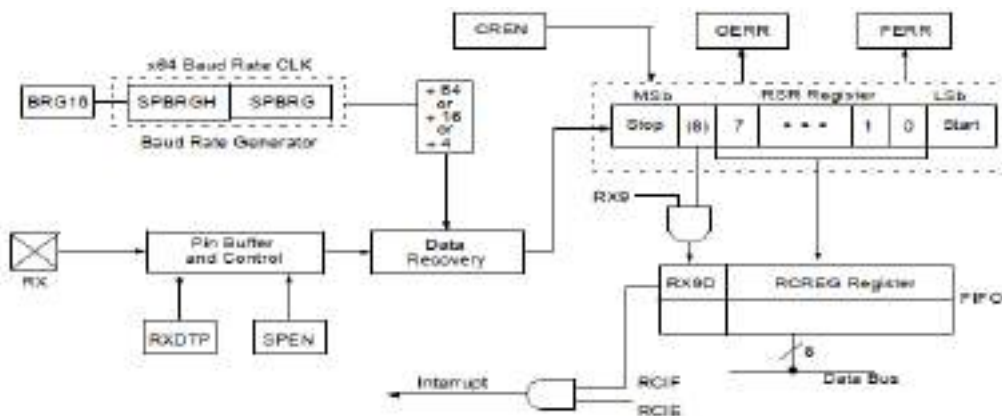 CREN
OERR
FERR
x64 Baud Rate CLK
BRG16
SPBRGH
SPBRG
÷ 64
or
÷ 16
or
÷ 4
Baud Rate Generator
MSb
RSR Register
LSb
Stop
(8)
7
• • •
1
0
Start
RX9
RX
Pin Buffer
and Control
Data
Recovery
RXDTP
SPEN
RX9D
RCREG Register
FIFO
8
Data Bus
Interrupt
RCIF
RCIE